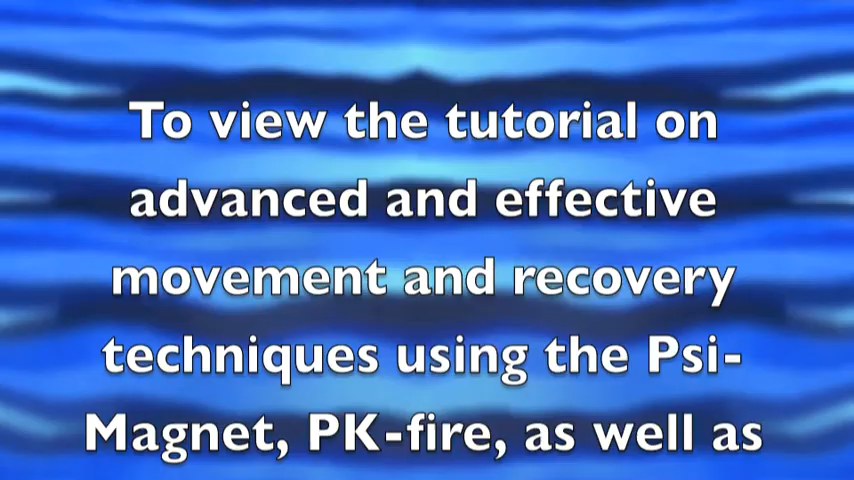 To view the tutorial on
advanced and effective
movement and recovery
techniques using the Psi-
Magnet, PK-fire, as well as